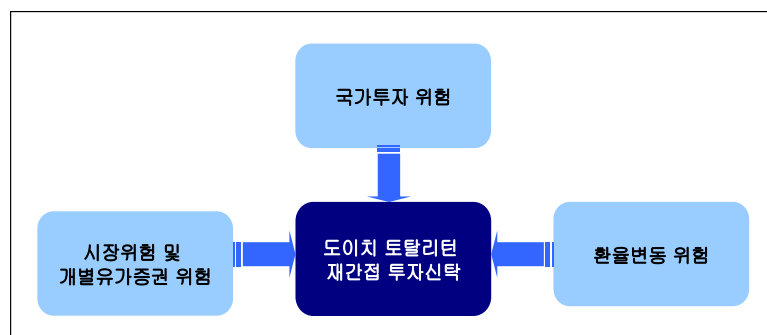 국가투자 위험
시장위험 및
개별유가증권 위험
도이치 토탈리턴
재간접 투자신탁
환율변동 위험